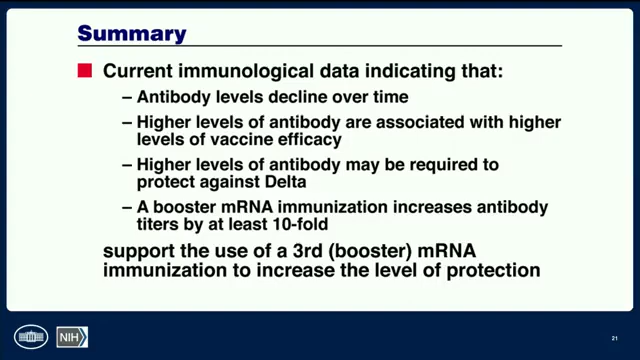 Summary
Current immunological data indicating that:
– Antibody levels decline over time
– Higher levels of antibody are associated with higher
levels of vaccine efficacy
– Higher levels of antibody may be required to
protect against Delta
– A booster mRNA immunization increases antibody
titers by at least 10-fold
support the use of a 3rd (booster) mRNA
immunization to increase the level of protection
NIH
21